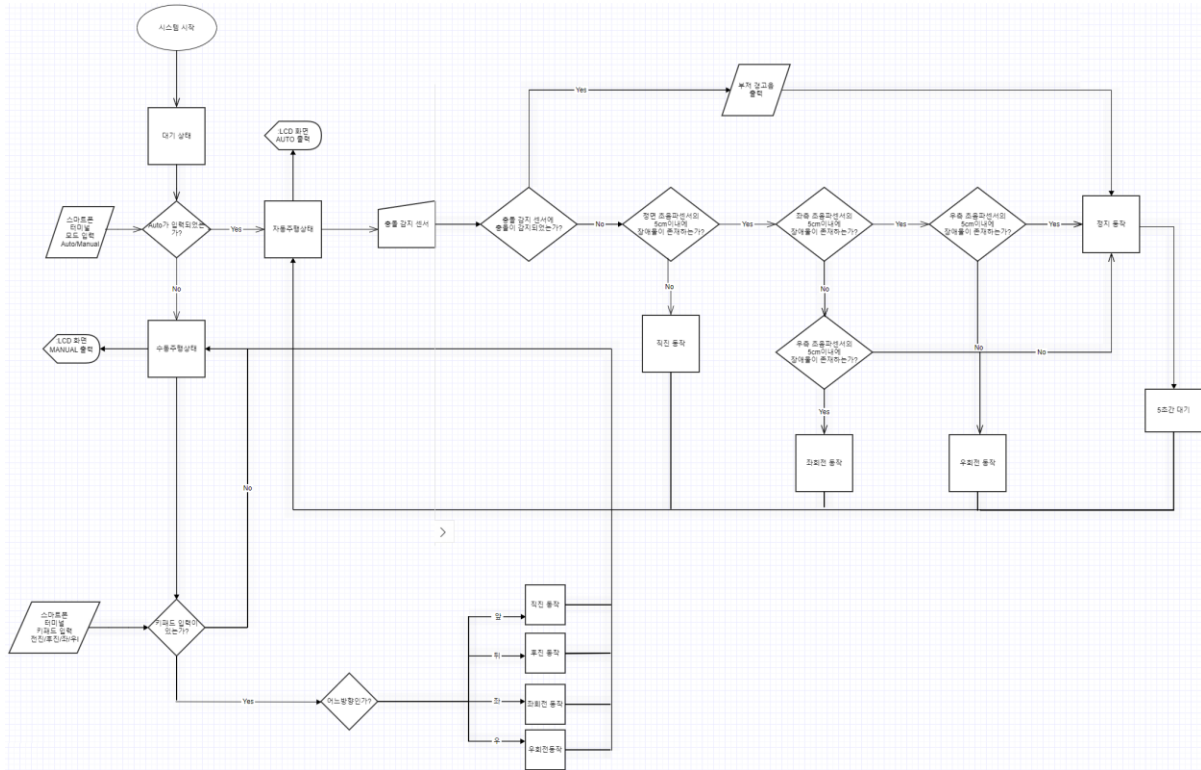 시스템 시작
대기 상태
:LCD 화면
AUTO 출력
부저 경고음
출력
Yes
스마트폰
터미널
모드 입력
Auto/Manual
Auto가 입력되었는
가?
Yes
자동주행상태
충돌 감지 센서
충돌 감지 센서에
충돌이 감지되었는가?
No
정면 초음파센서의
5cm이내에
장애물이 존재하는가?
Yes
좌측 초음파센서의
5cm이내에
장애물이 존재하는가?
Yes
우측 초음파센서의
5cm이내에
장애물이 존재하는가?
Yes
정지 동작
No
No
No
:LCD 화면
MANUAL 출력
수동주행상태
직진 동작
우측 초음파센서의
5cm이내에
장애물이 존재하는가?
No
No
Yes
5초간 대기
좌회전 동작
우회전 동작
No
스마트폰
터미널
키패드 입력
전진/후진/좌/우
키패드 입력이
있는가?
Yes
어느방향인가?
앞
직진 동작
뒤
후진 동작
좌
좌회전 동작
우
우회전동작